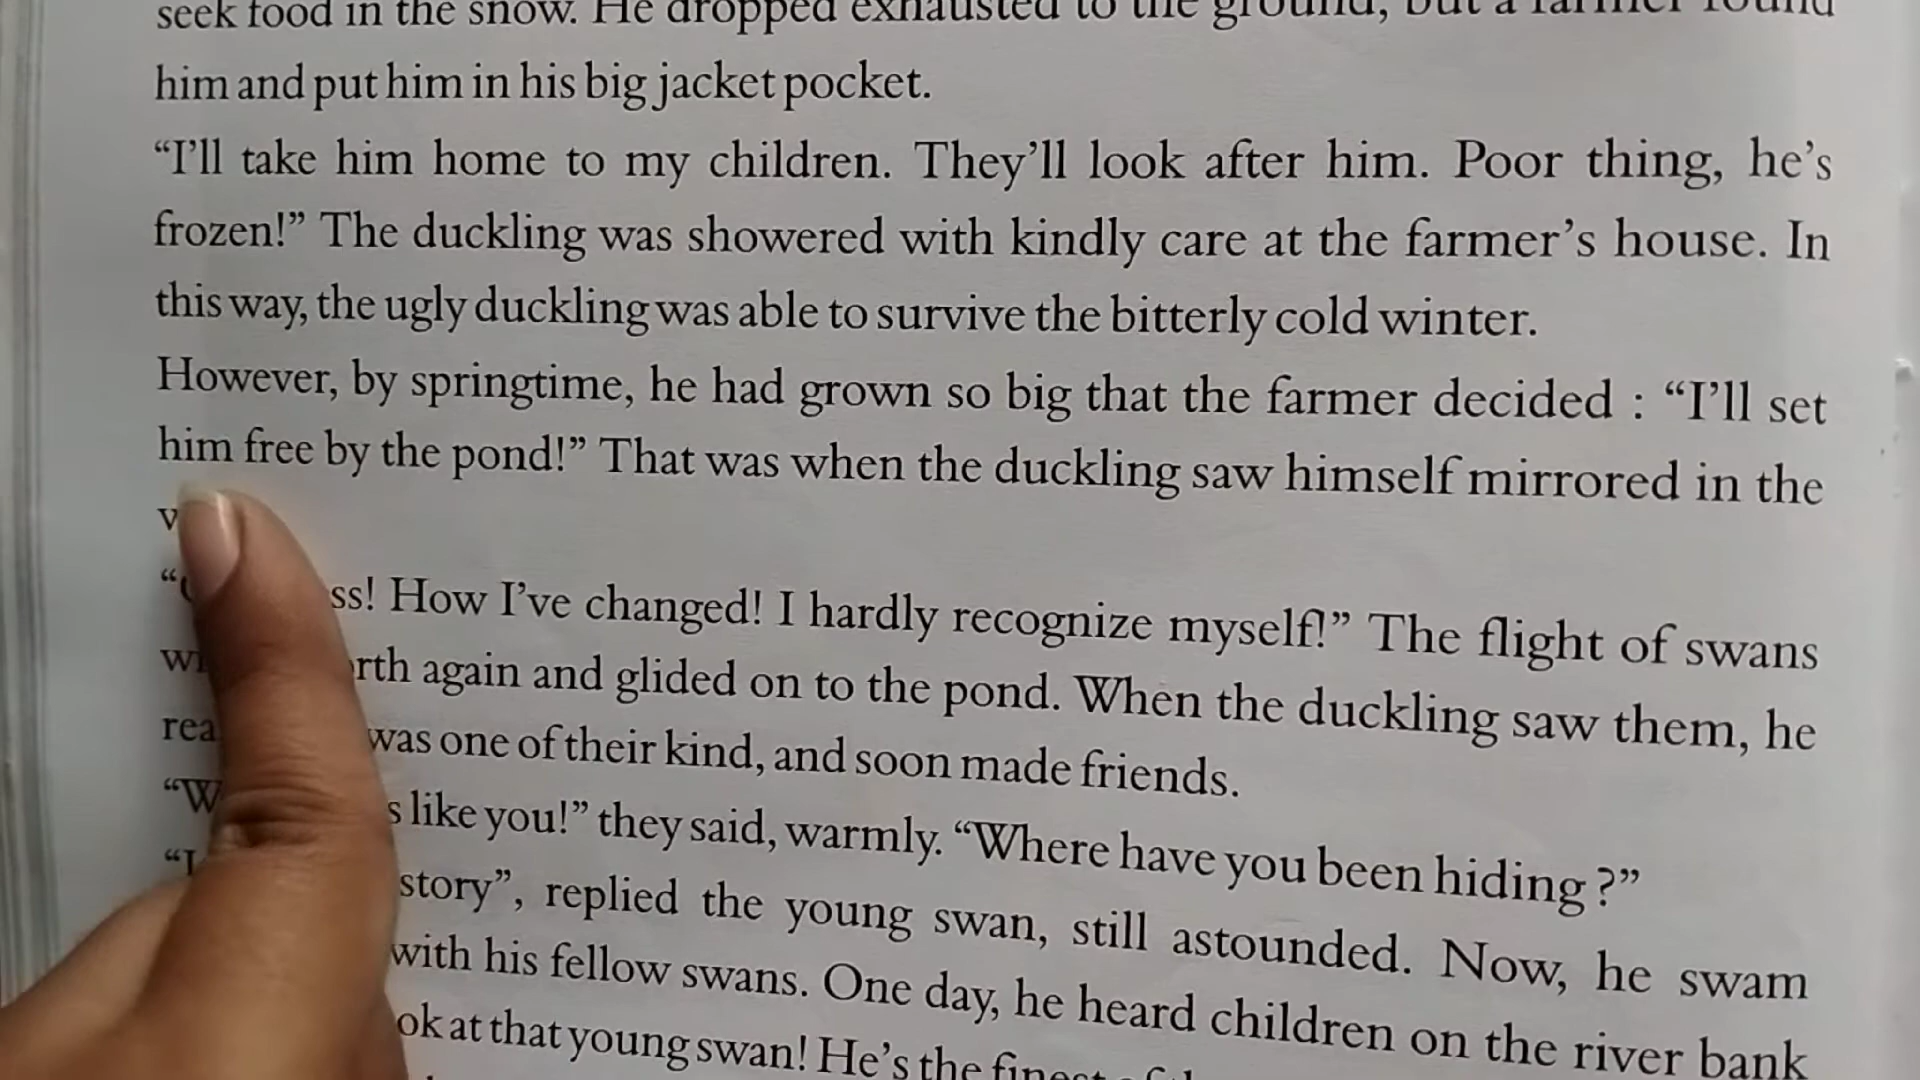 seek food in the snow. He dropped exhausted to the ground, but a farmer found
him and put him in his big jacket pocket.
“I’ll take him home to my children. They’ll look after him. Poor thing, he’s
frozen!” The duckling was showered with kindly care at the farmer’s house. In
this way, the ugly duckling was able to survive the bitterly cold winter.
However, by springtime, he had grown so big that the farmer decided : “I’ll set
him free by the pond!” That was when the duckling saw himself mirrored in the
How I’ve changed! I hardly recognize myself!” The flight of swans
again and glided on to the pond. When the duckling saw them, he
was one of their kind, and soon made friends.
like you!” they said, warmly. “Where have you been hiding ?”
story”, replied the young swan, still astounded. Now, he swam
with his fellow swans. One day, he heard children on the river bank
at that young swan! He’s the finest